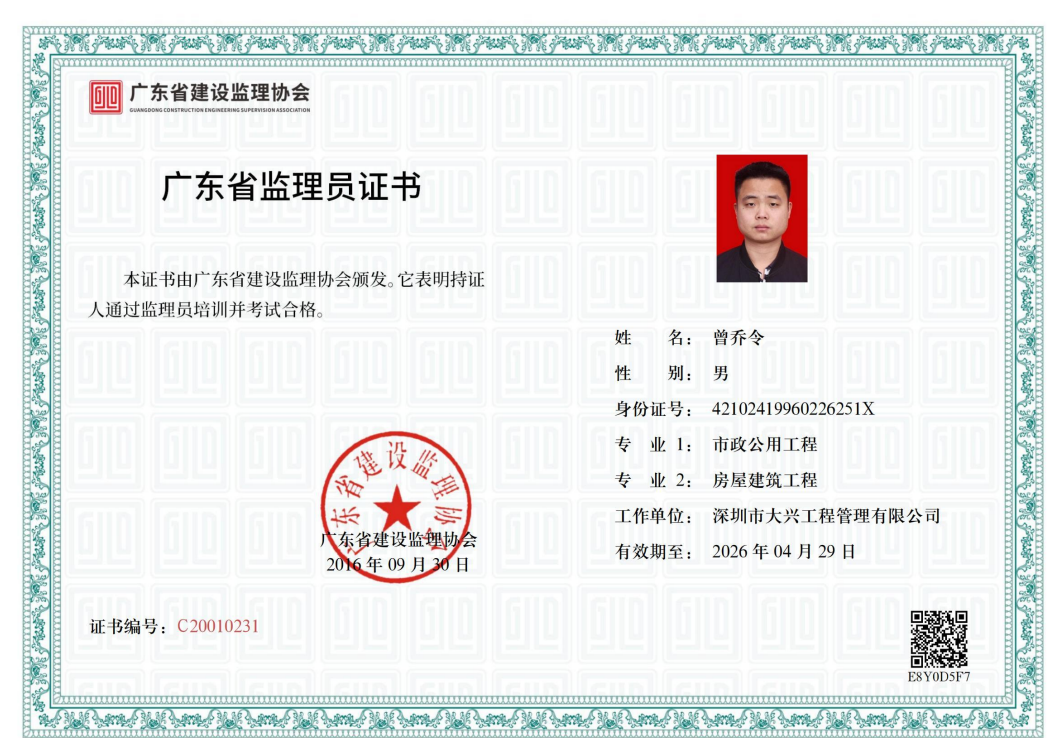 广东省建设监理协会
GUANGDONG CONSTRUCTION ENGINEERING SUPERVISION ASSOCIATION
广东省监理员证书
本证书由广东省建设监理协会颁发。它表明持证
人通过监理员培训并考试合格。
姓 名： 曾乔令
性 别： 男
身份证号： 42102419960226251X
专 业 1： 市政公用工程
专 业 2： 房屋建筑工程
工作单位： 深圳市大兴工程管理有限公司
有效期至： 2026 年 04 月 29 日
广东省建设监理协会
广东省建设监理协会
2016 年 09 月 30 日
证书编号：C20010231
E8Y0D5F7